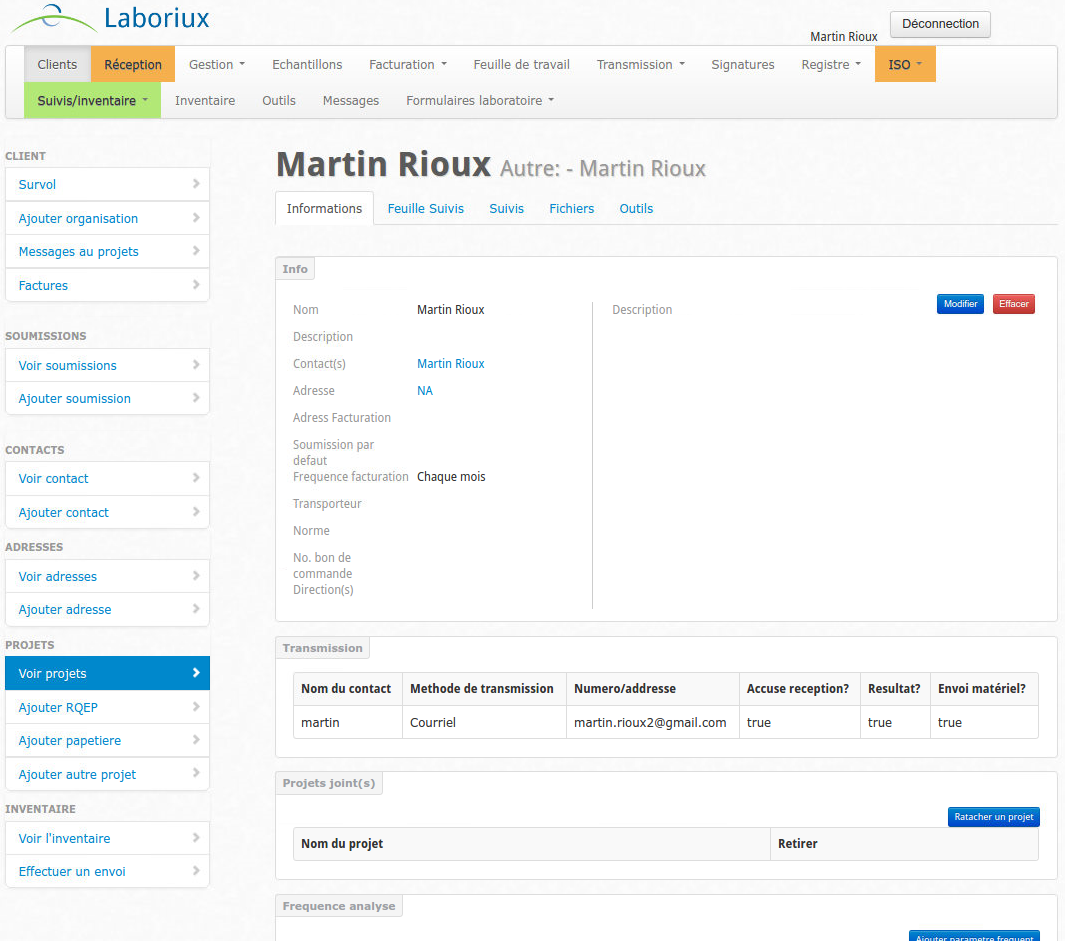 Laboriux
Martin Rioux
Déconnection
Clients Réception Gestion Echantillons Facturation Feuille de travail Transmission Signatures Registre ISO
Suivis/inventaire Inventaire Outils Messages Formulaires laboratoire
CLIENT
Survol
Ajouter organisation
Messages au projets
Factures
SOUMISSIONS
Voir soumissions
Ajouter soumission
CONTACTS
Voir contact
Ajouter contact
ADRESSES
Voir adresses
Ajouter adresse
PROJETS
Voir projets
Ajouter RQEP
Ajouter papetiere
Ajouter autre projet
INVENTAIRE
Voir l'inventaire
Effectuer un envoi
Martin Rioux Autre: - Martin Rioux
Informations Feuille Suivis Suivis Fichiers Outils
Info
Modifier Effacer
Nom Martin Rioux
Description
Contact(s) Martin Rioux
Adresse NA
Adress Facturation
Soumission par
defaut
Frequence facturation Chaque mois
Transporteur
Norme
No. bon de
commande
Direction(s)
Description
Transmission
Nom du contact Methode de transmission Numero/addresse Accuse reception? Resultat? Envoi matériel?
martin Courriel martin.rioux2@gmail.com true true true
Projets joint(s)
Ratacher un projet
Nom du projet Retirer
Frequence analyse
Ajouter parametre frequent